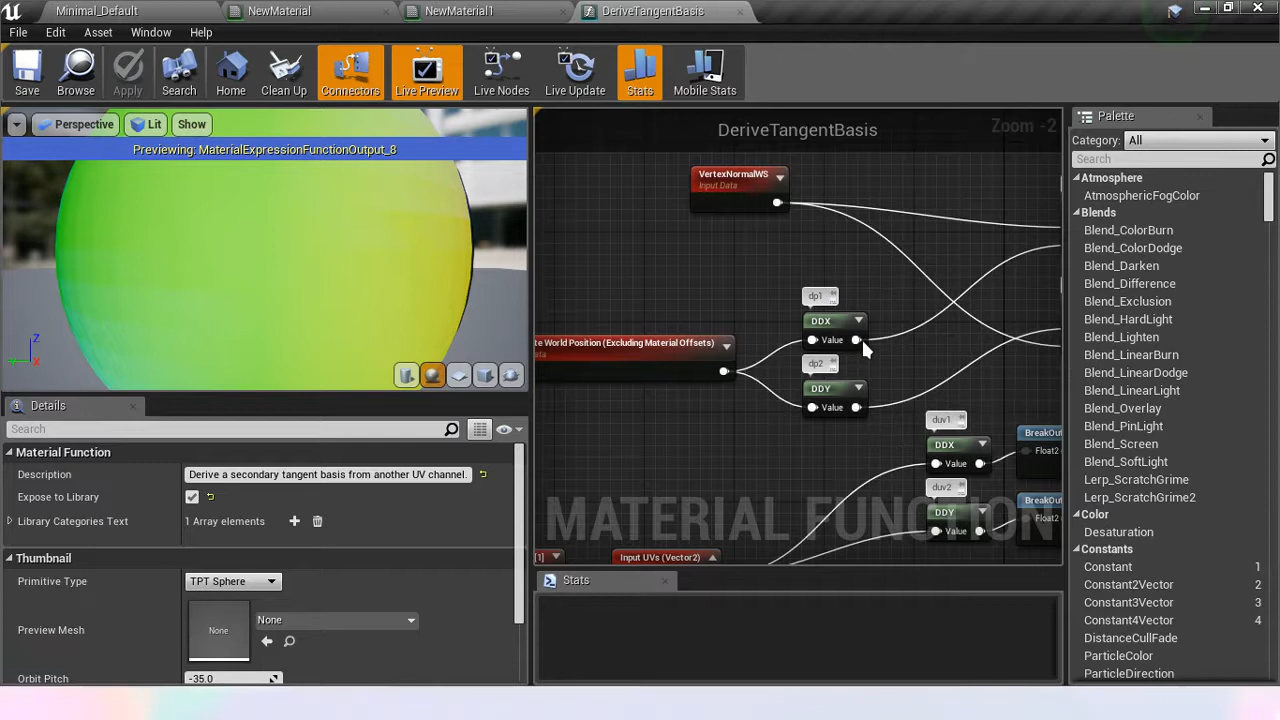 Minimal_Default
NewMaterial
NewMaterial1
DeriveTangentBasis
File Edit Asset Window Help
Save Browse Apply Search Home Clean Up Connectors Live Preview Live Nodes Live Update Stats Mobile Stats
Perspective Lit Show
Previewing: MaterialExpressionFunctionOutput_8
Z
Details
Search
Material Function
Description Derive a secondary tangent basis from another UV channel.
Expose to Library
Library Categories Text 1 Array elements
Thumbnail
Primitive Type TPT Sphere
Preview Mesh None None
Orbit Pitch -35.0
DeriveTangentBasis Zoom -2
VertexNormalWS
Input Data
dp1
DDX
Value
te World Position (Excluding Material Offsets)
dp2
DDY
Value
duv1
DDX
Value
BreakOu
Float2
duv2
DDY
Value
BreakOu
Float2
MATERIAL FUNCTION
[1]
Input UVs (Vector2)
Stats
Palette
Category: All
Search
Atmosphere
AtmosphericFogColor
Blends
Blend_ColorBurn
Blend_ColorDodge
Blend_Darken
Blend_Difference
Blend_Exclusion
Blend_HardLight
Blend_Lighten
Blend_LinearBurn
Blend_LinearDodge
Blend_LinearLight
Blend_Overlay
Blend_PinLight
Blend_Screen
Blend_SoftLight
Lerp_ScratchGrime
Lerp_ScratchGrime2
Color
Desaturation
Constants
Constant 1
Constant2Vector 2
Constant3Vector 3
Constant4Vector 4
DistanceCullFade
ParticleColor
ParticleDirection